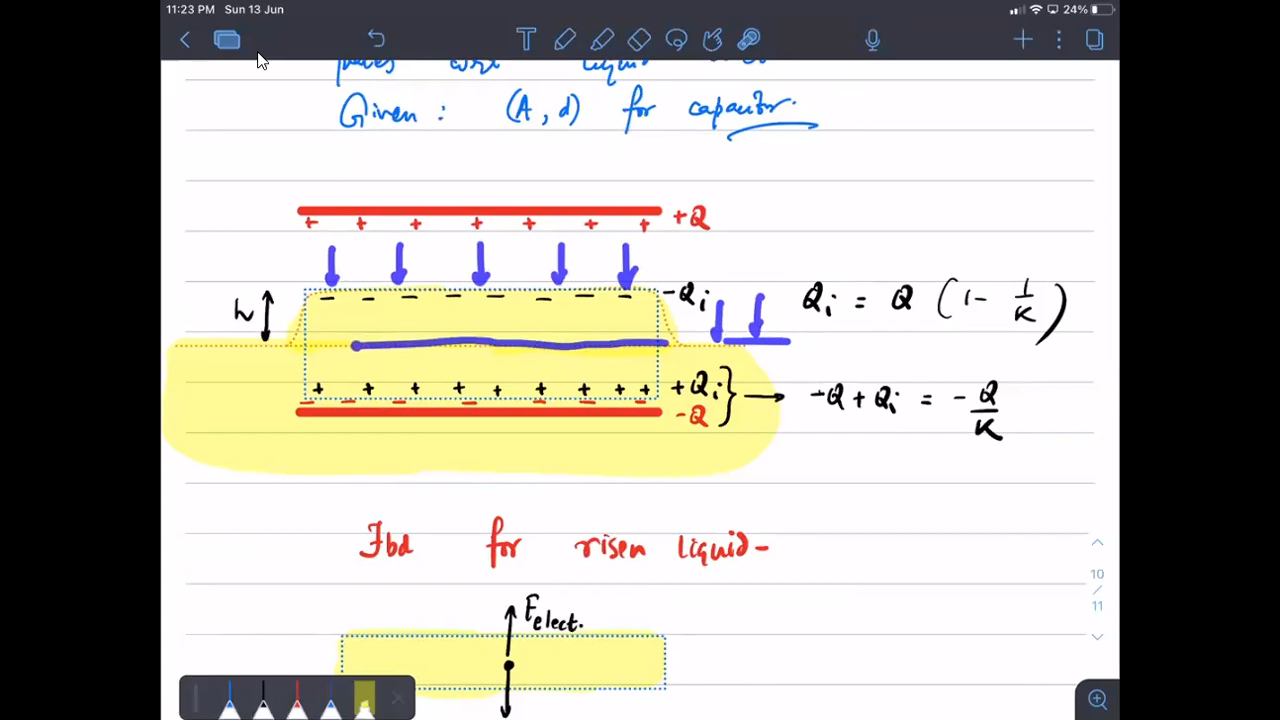 11:23 PM Sun 13 Jun
24%
T
Given : (A, d) for capacitor.
+ + + + + + + +Q
h
- - - - - - - - -Qi
Qi = Q (1 - 1/K)
+ + + + + + + + + +Qi
- - - - - - - -Q
-Q + Qi = - Q/K
Fbd for risen liquid -
10
/
11
Felect.